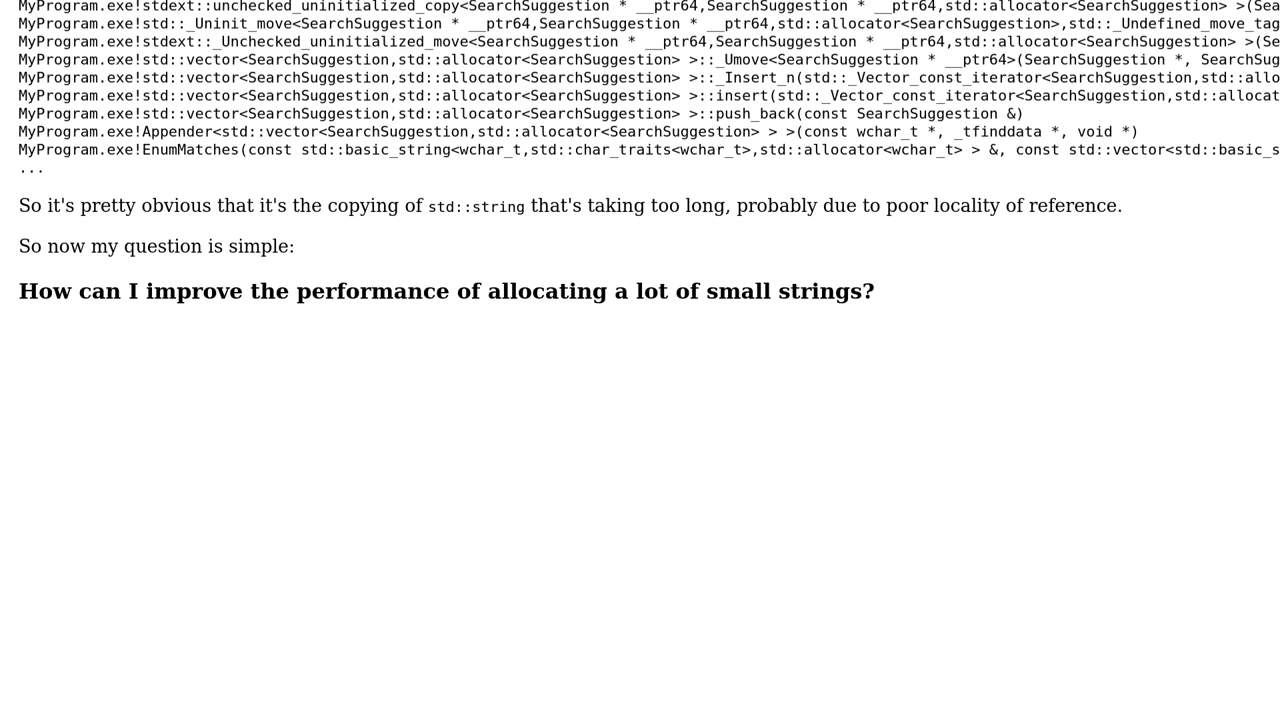 MyProgram.exe!stdext::unchecked_uninitialized_copy<SearchSuggestion * __ptr64,SearchSuggestion * __ptr64,std::allocator<SearchSuggestion> >(Sea
MyProgram.exe!std::_Uninit_move<SearchSuggestion * __ptr64,SearchSuggestion * __ptr64,std::allocator<SearchSuggestion>,std::_Undefined_move_tag
MyProgram.exe!stdext::_Unchecked_uninitialized_move<SearchSuggestion * __ptr64,SearchSuggestion * __ptr64,std::allocator<SearchSuggestion> >(Se
MyProgram.exe!std::vector<SearchSuggestion,std::allocator<SearchSuggestion> >::_Umove<SearchSuggestion * __ptr64>(SearchSuggestion *, SearchSug
MyProgram.exe!std::vector<SearchSuggestion,std::allocator<SearchSuggestion> >::_Insert_n(std::_Vector_const_iterator<SearchSuggestion,std::allo
MyProgram.exe!std::vector<SearchSuggestion,std::allocator<SearchSuggestion> >::insert(std::_Vector_const_iterator<SearchSuggestion,std::allocat
MyProgram.exe!std::vector<SearchSuggestion,std::allocator<SearchSuggestion> >::push_back(const SearchSuggestion &)
MyProgram.exe!Appender<std::vector<SearchSuggestion,std::allocator<SearchSuggestion> > >(const wchar_t *, _tfinddata *, void *)
MyProgram.exe!EnumMatches(const std::basic_string<wchar_t,std::char_traits<wchar_t>,std::allocator<wchar_t> > &, const std::vector<std::basic_s
...
So it's pretty obvious that it's the copying of std::string that's taking too long, probably due to poor locality of reference.
So now my question is simple:
How can I improve the performance of allocating a lot of small strings?